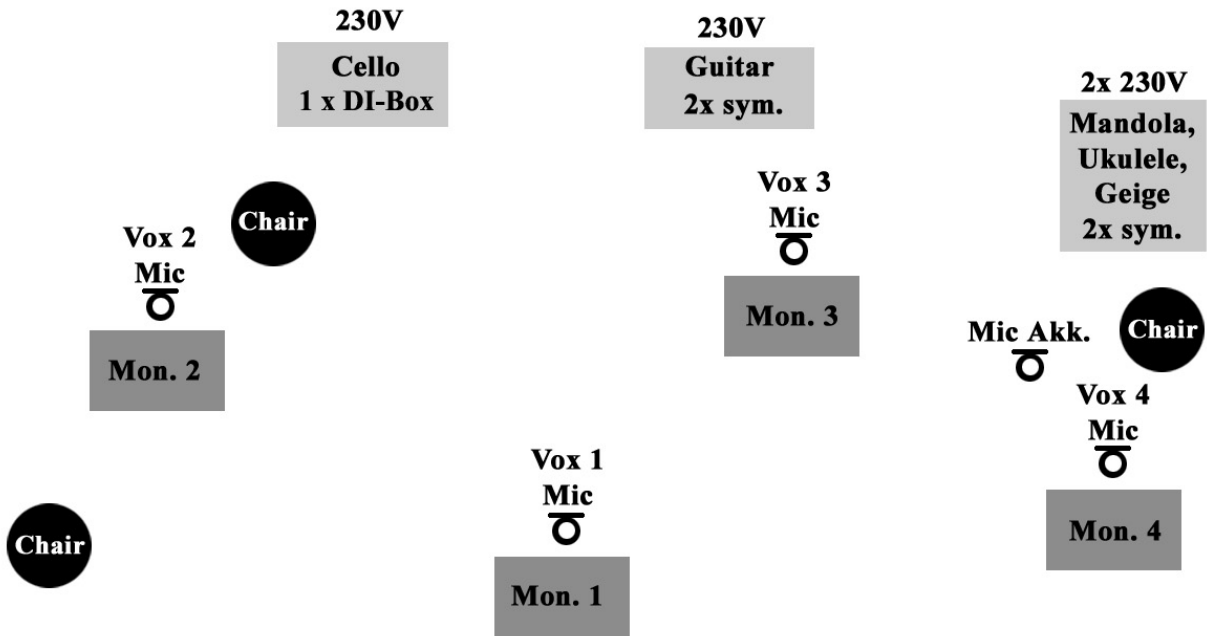 230V
Cello
1 x DI-Box
230V
Guitar
2x sym.
2x 230V
Mandola,
Ukulele,
Geige
2x sym.
Chair
Vox 2
Mic
Mon. 2
Vox 3
Mic
Mon. 3
Mic Akk.
Chair
Vox 4
Mic
Mon. 4
Vox 1
Mic
Mon. 1
Chair